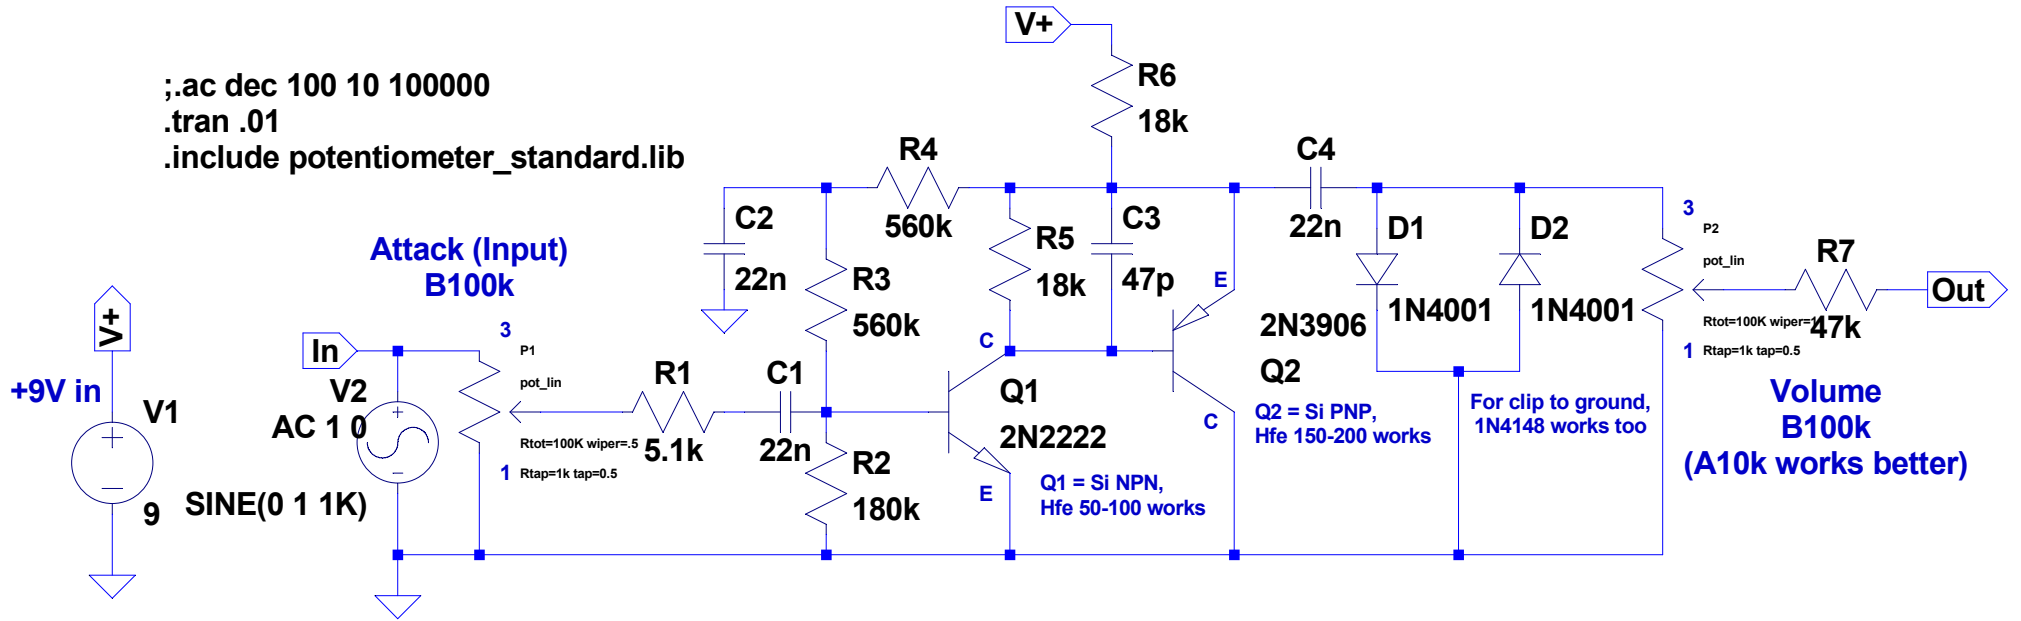 ;.ac dec 100 10 100000
.tran .01
.include potentiometer_standard.lib
V+
R6
18k
R4
560k
C4
22n
C2
22n
R5
18k
C3
47p
D1
1N4001
D2
1N4001
3
P2
pot_lin
R7
47k
Out
Rtot=100K wiper=1
1
Rtap=1k tap=0.5
Attack (Input)
B100k
R3
560k
E
2N3906
Q2
C
V+
+9V in
V1
9
In
V2
AC 1 0
SINE(0 1 1K)
3
P1
pot_lin
Rtot=100K wiper=.5
1
Rtap=1k tap=0.5
R1
5.1k
C1
22n
R2
180k
C
Q1
2N2222
E
Q1 = Si NPN,
Hfe 50-100 works
Q2 = Si PNP,
Hfe 150-200 works
For clip to ground,
1N4148 works too
Volume
B100k
(A10k works better)